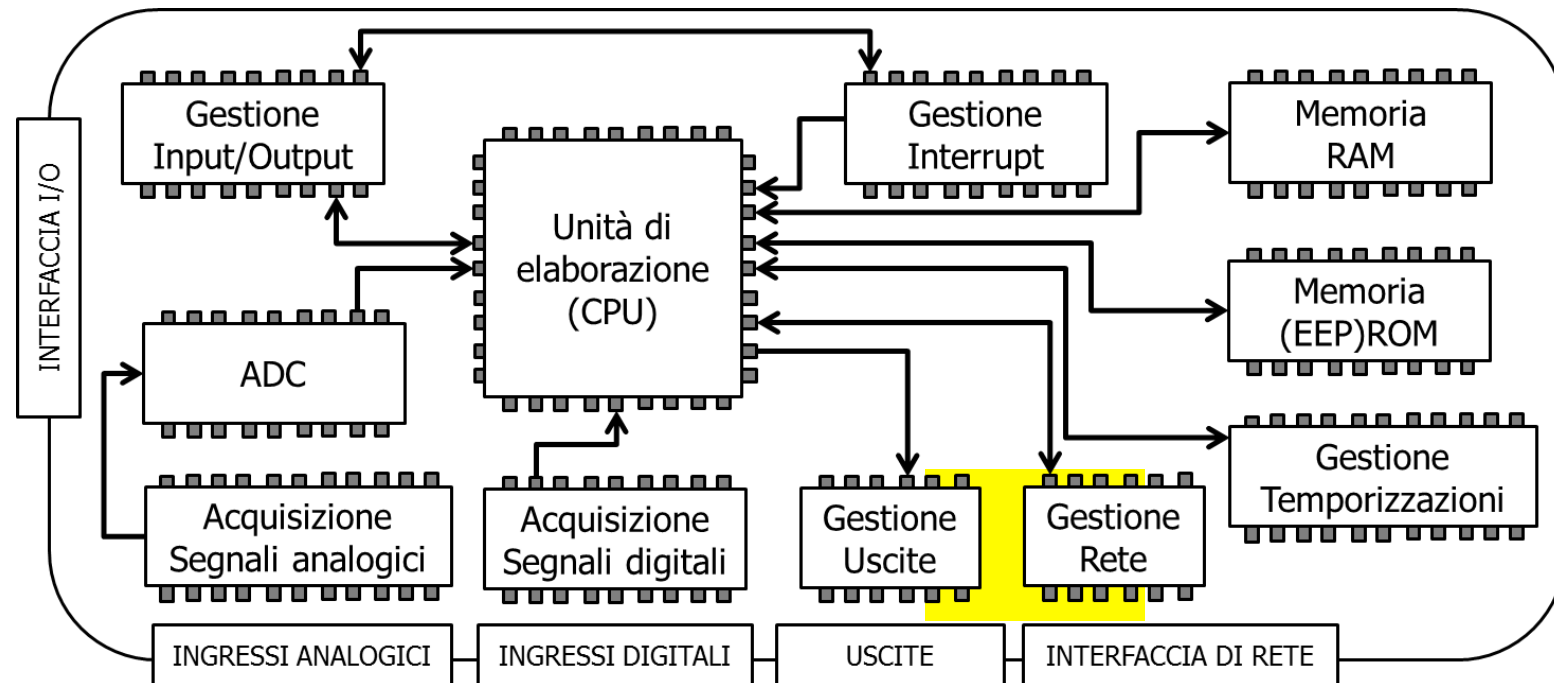 Gestione
Input/Output
Gestione
Interrupt
Memoria
RAM
INTERFACCIA I/O
Unità di
elaborazione
(CPU)
Memoria
(EEP)ROM
ADC
Gestione
Temporizzazioni
Acquisizione
Segnali analogici
Acquisizione
Segnali digitali
Gestione
Uscite
Gestione
Rete
INGRESSI ANALOGICI
INGRESSI DIGITALI
USCITE
INTERFACCIA DI RETE